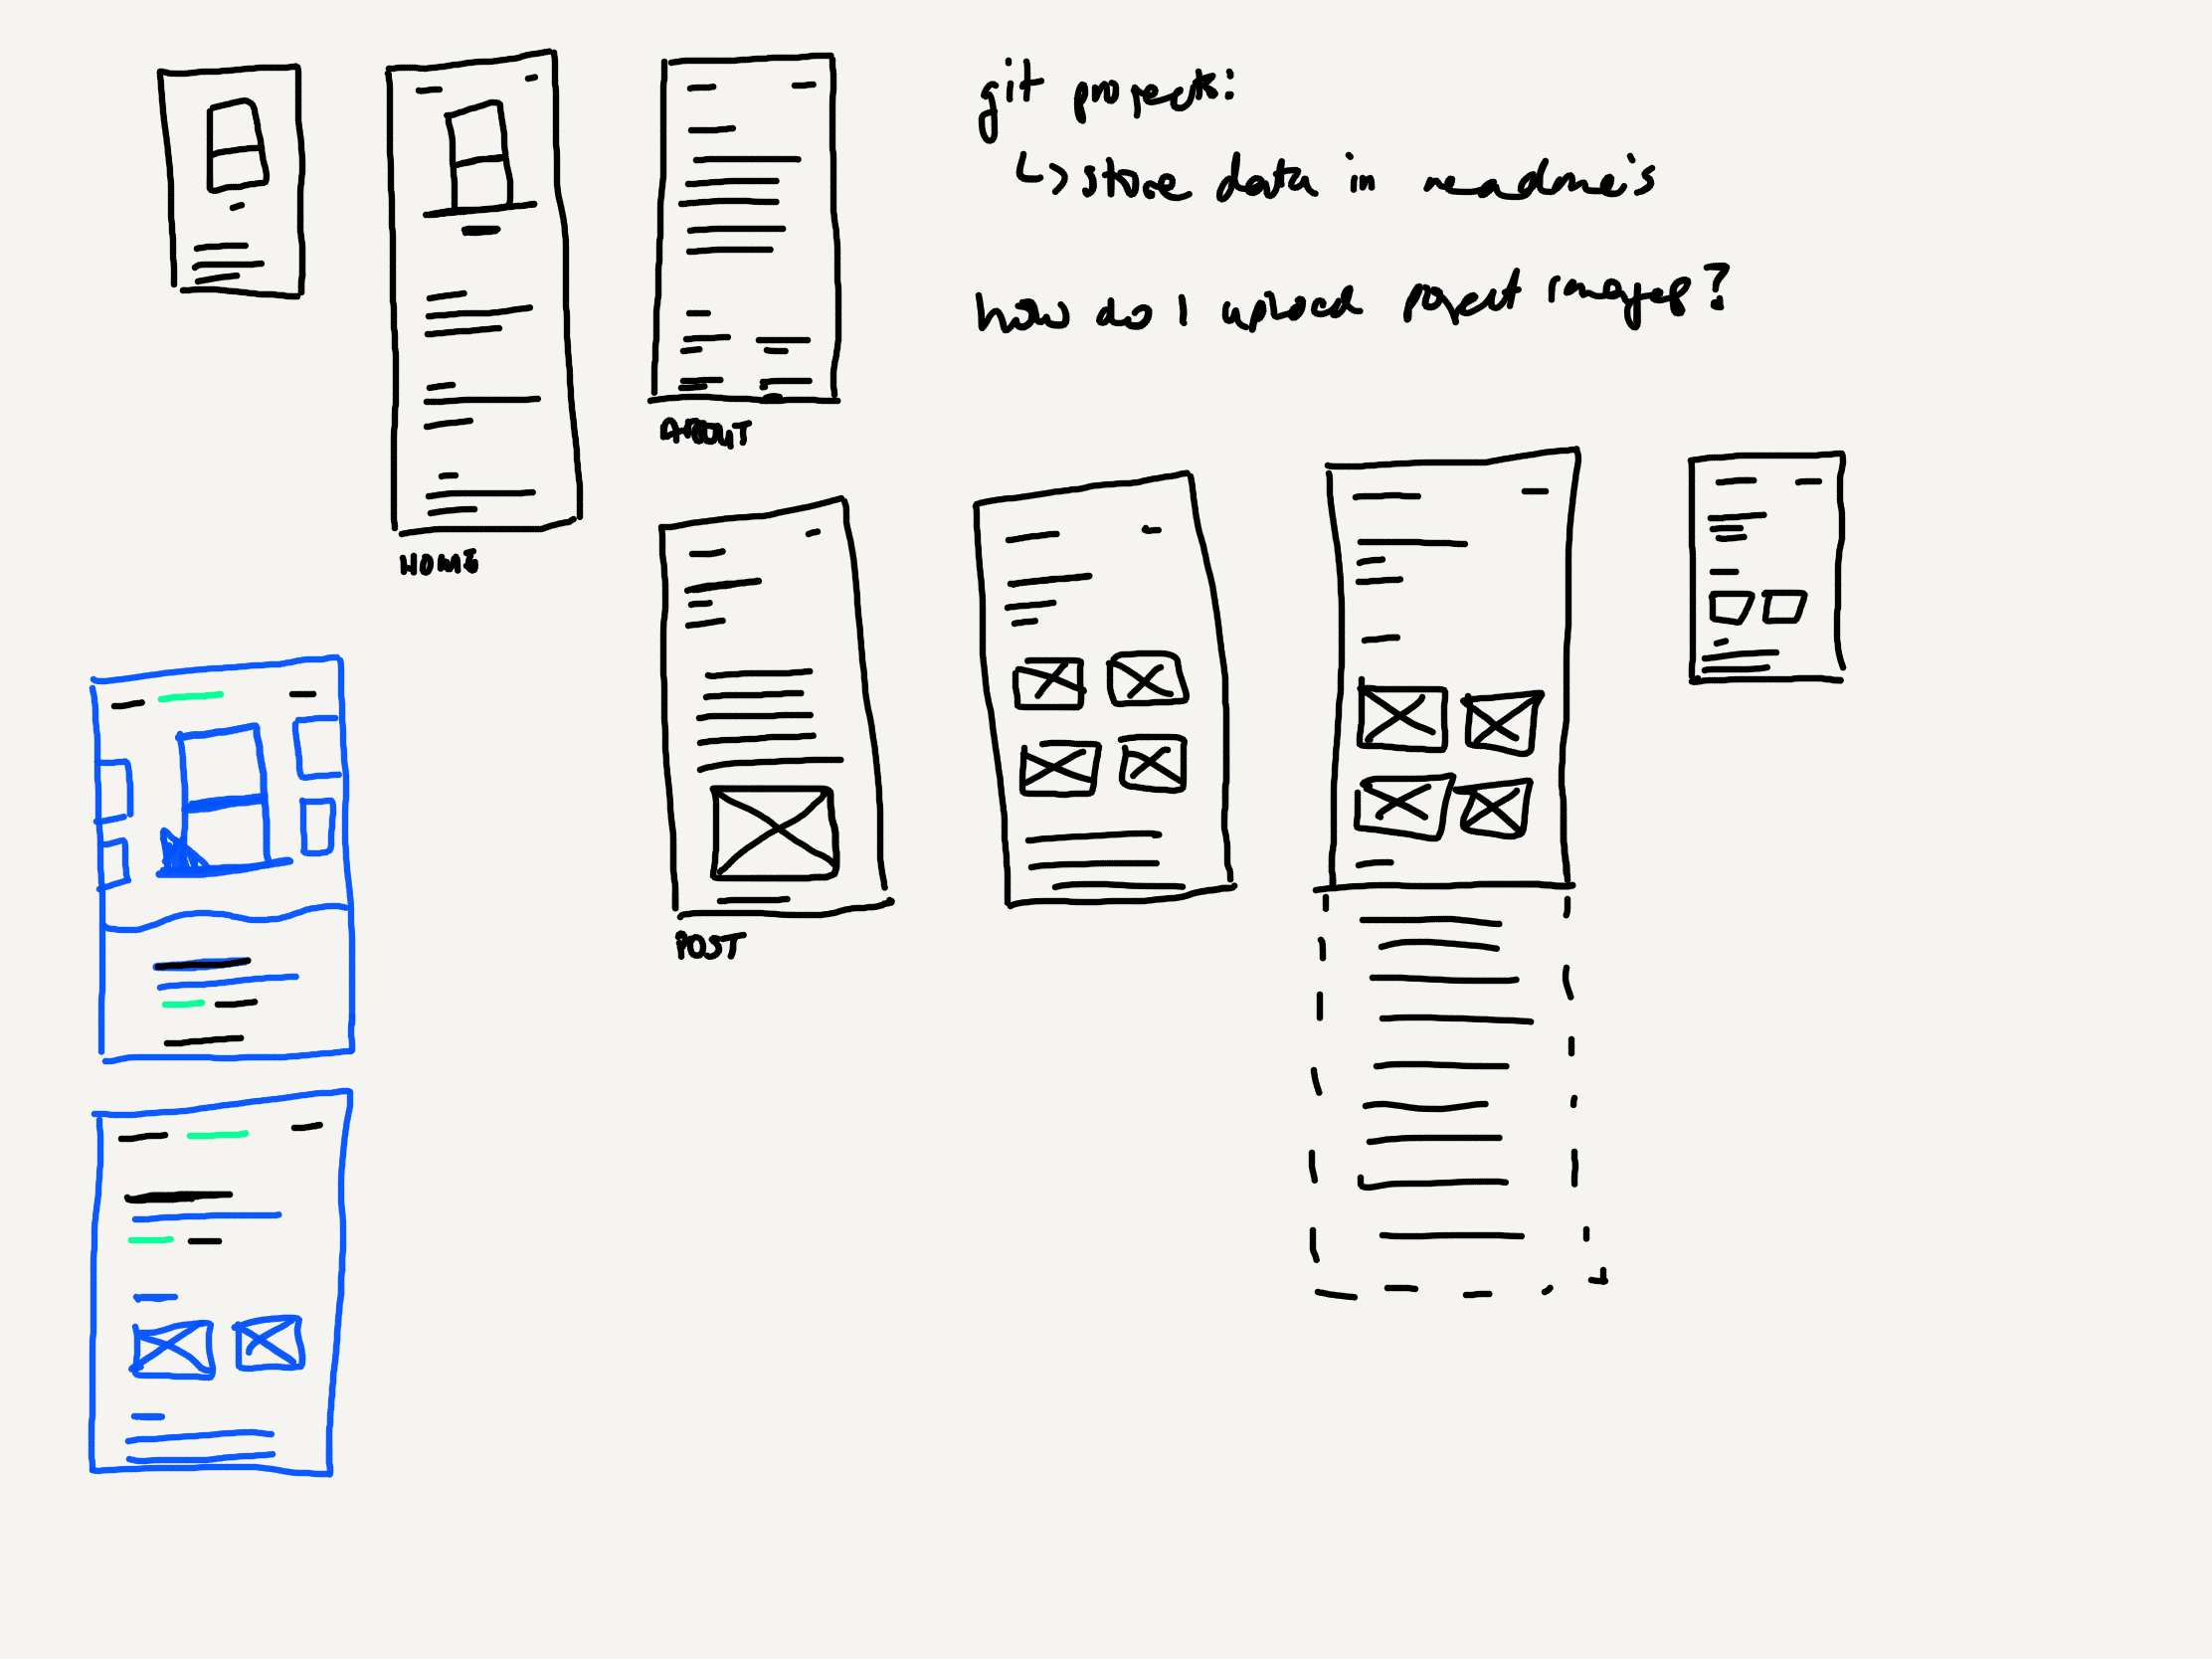 git projects:
↳ store data in readme's
how do I upload project images?
ABOUT
HOME
POST